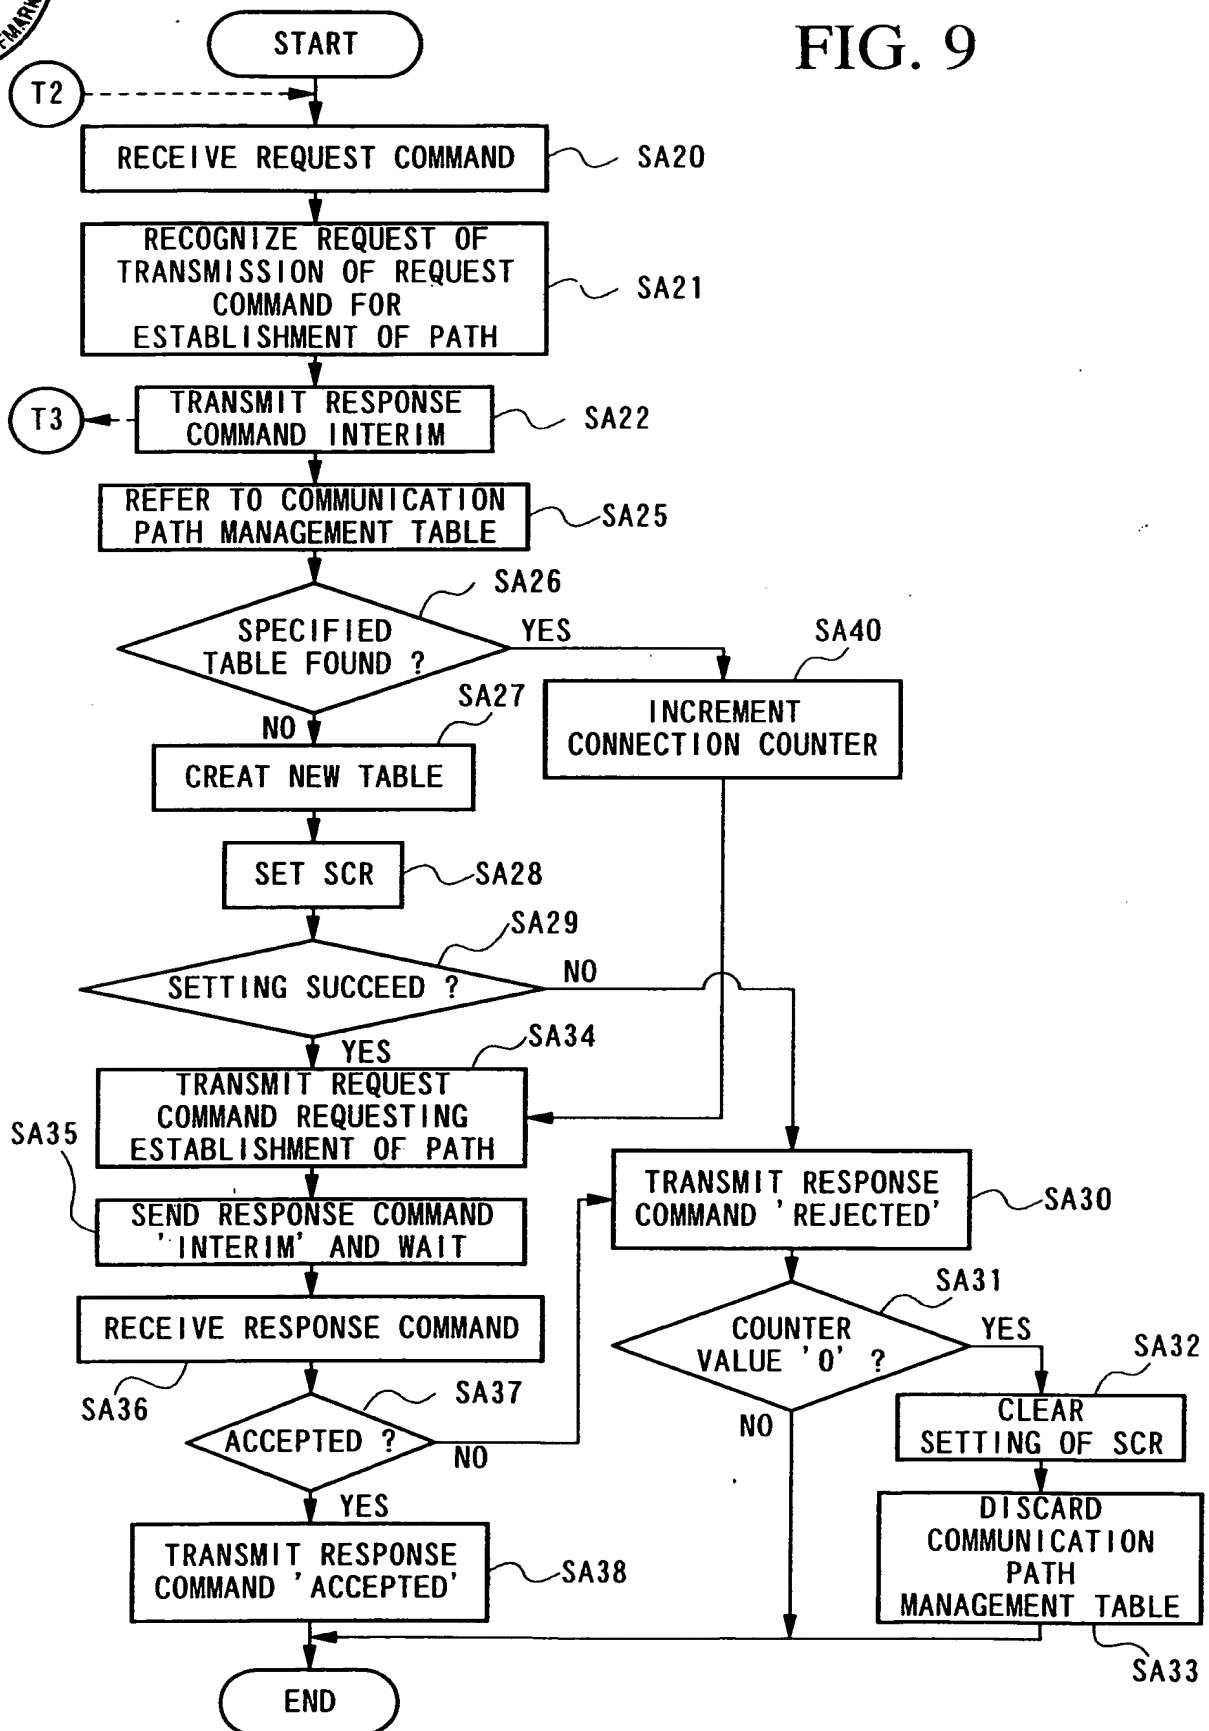 FIG. 9
START
T2
RECEIVE REQUEST COMMAND
SA20
RECOGNIZE REQUEST OF
TRANSMISSION OF REQUEST
COMMAND FOR
ESTABLISHMENT OF PATH
SA21
T3
TRANSMIT RESPONSE
COMMAND INTERIM
SA22
REFER TO COMMUNICATION
PATH MANAGEMENT TABLE
SA25
SA26
SPECIFIED
TABLE FOUND ?
YES
NO
SA40
INCREMENT
CONNECTION COUNTER
SA27
CREAT NEW TABLE
SET SCR
SA28
SA29
SETTING SUCCEED ?
NO
YES
SA34
TRANSMIT REQUEST
COMMAND REQUESTING
ESTABLISHMENT OF PATH
SA35
SEND RESPONSE COMMAND
'INTERIM' AND WAIT
RECEIVE RESPONSE COMMAND
SA36
SA37
ACCEPTED ?
NO
YES
TRANSMIT RESPONSE
COMMAND 'ACCEPTED'
SA38
TRANSMIT RESPONSE
COMMAND 'REJECTED'
SA30
SA31
COUNTER
VALUE '0' ?
YES
NO
SA32
CLEAR
SETTING OF SCR
DISCARD
COMMUNICATION
PATH
MANAGEMENT TABLE
SA33
END